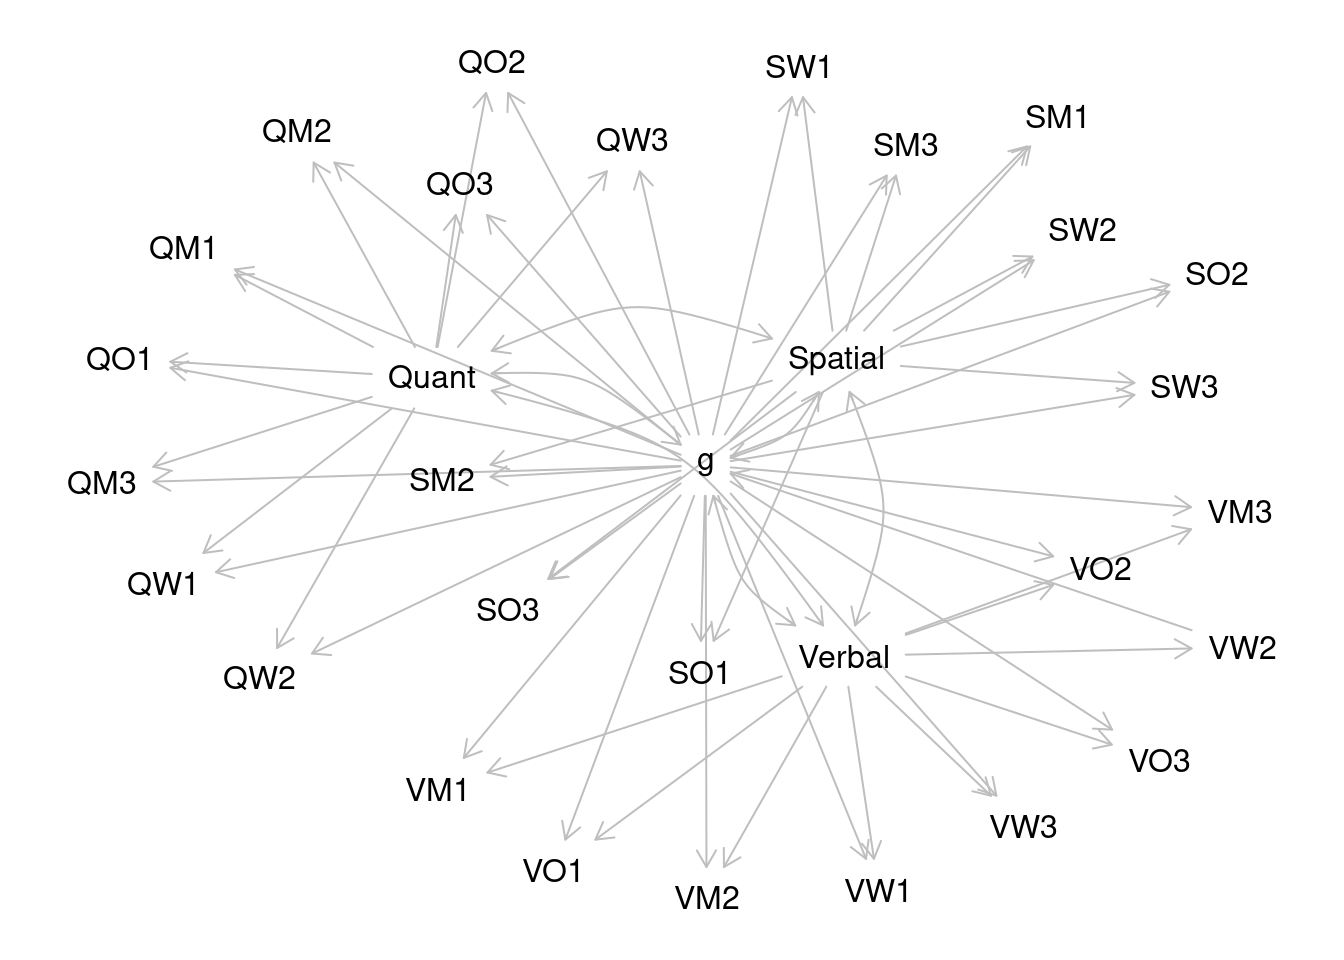 QO2
SW1
SM1
QM2
QW3
SM3
QO3
SW2
QM1
SO2
QO1
Spatial
Quant
SW3
g
SM2
QM3
VM3
VO2
QW1
SO3
VW2
Verbal
SO1
QW2
VO3
VM1
VW3
VO1
VW1
VM2